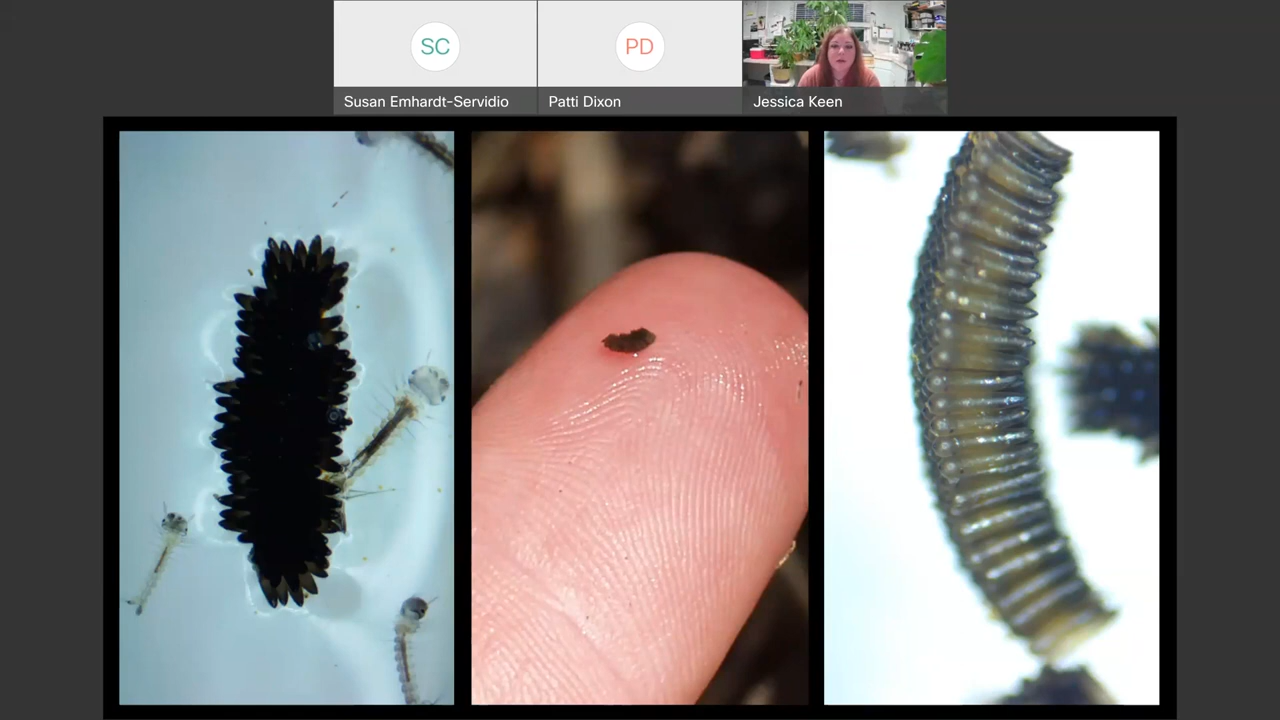 SC
PD
Susan Emhardt-Servidio
Patti Dixon
Jessica Keen